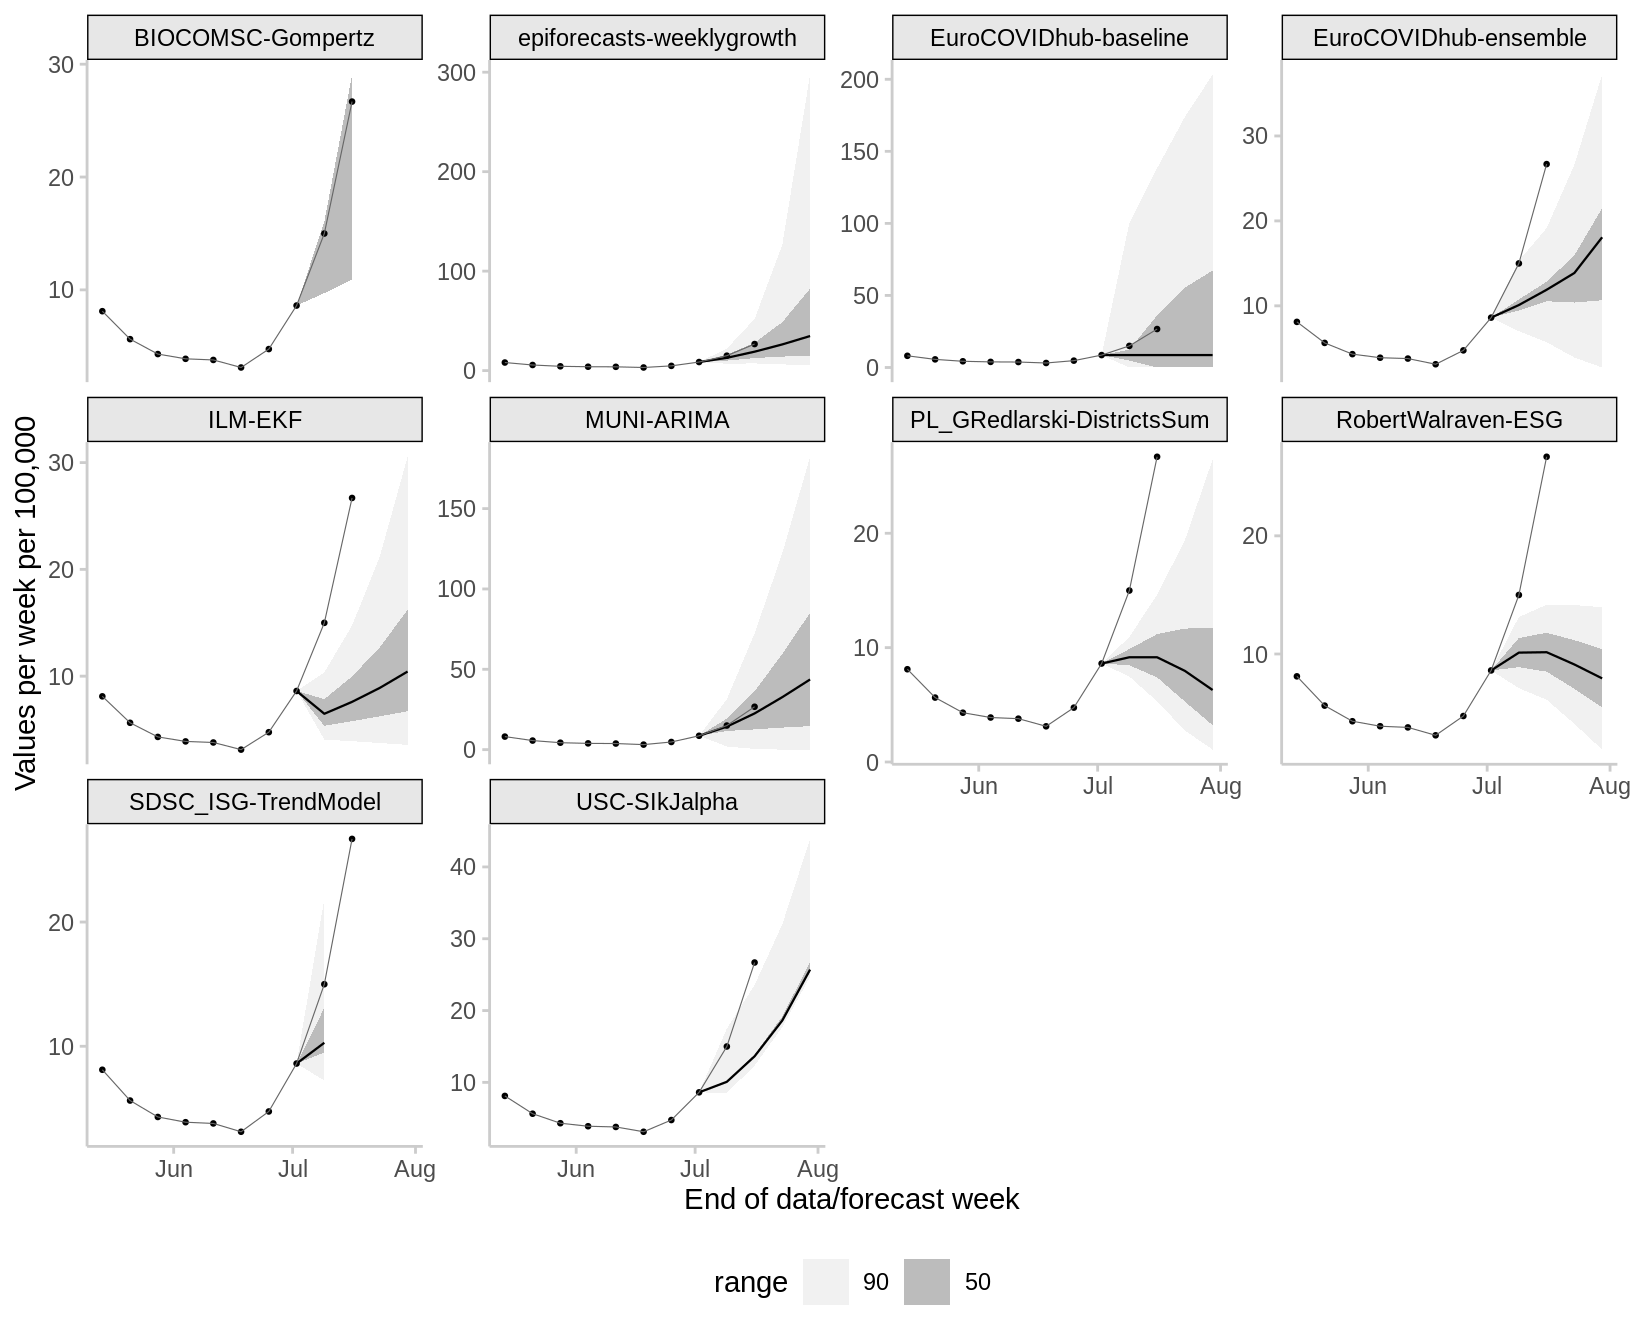 BIOCOMSC-Gompertz
epiforecasts-weeklygrowth
EuroCOVIDhub-baseline
EuroCOVIDhub-ensemble
30
20
10
300
200
100
0
200
150
100
50
0
30
20
10
ILM-EKF
MUNI-ARIMA
PL_GRedlarski-DistrictsSum
RobertWalraven-ESG
Values per week per 100,000
30
20
10
150
100
50
0
20
10
0
20
10
Jun Jul Aug
Jun Jul Aug
SDSC_ISG-TrendModel
USC-SIkJalpha
20
10
40
30
20
10
Jun Jul Aug
Jun Jul Aug
End of data/forecast week
range 90 50